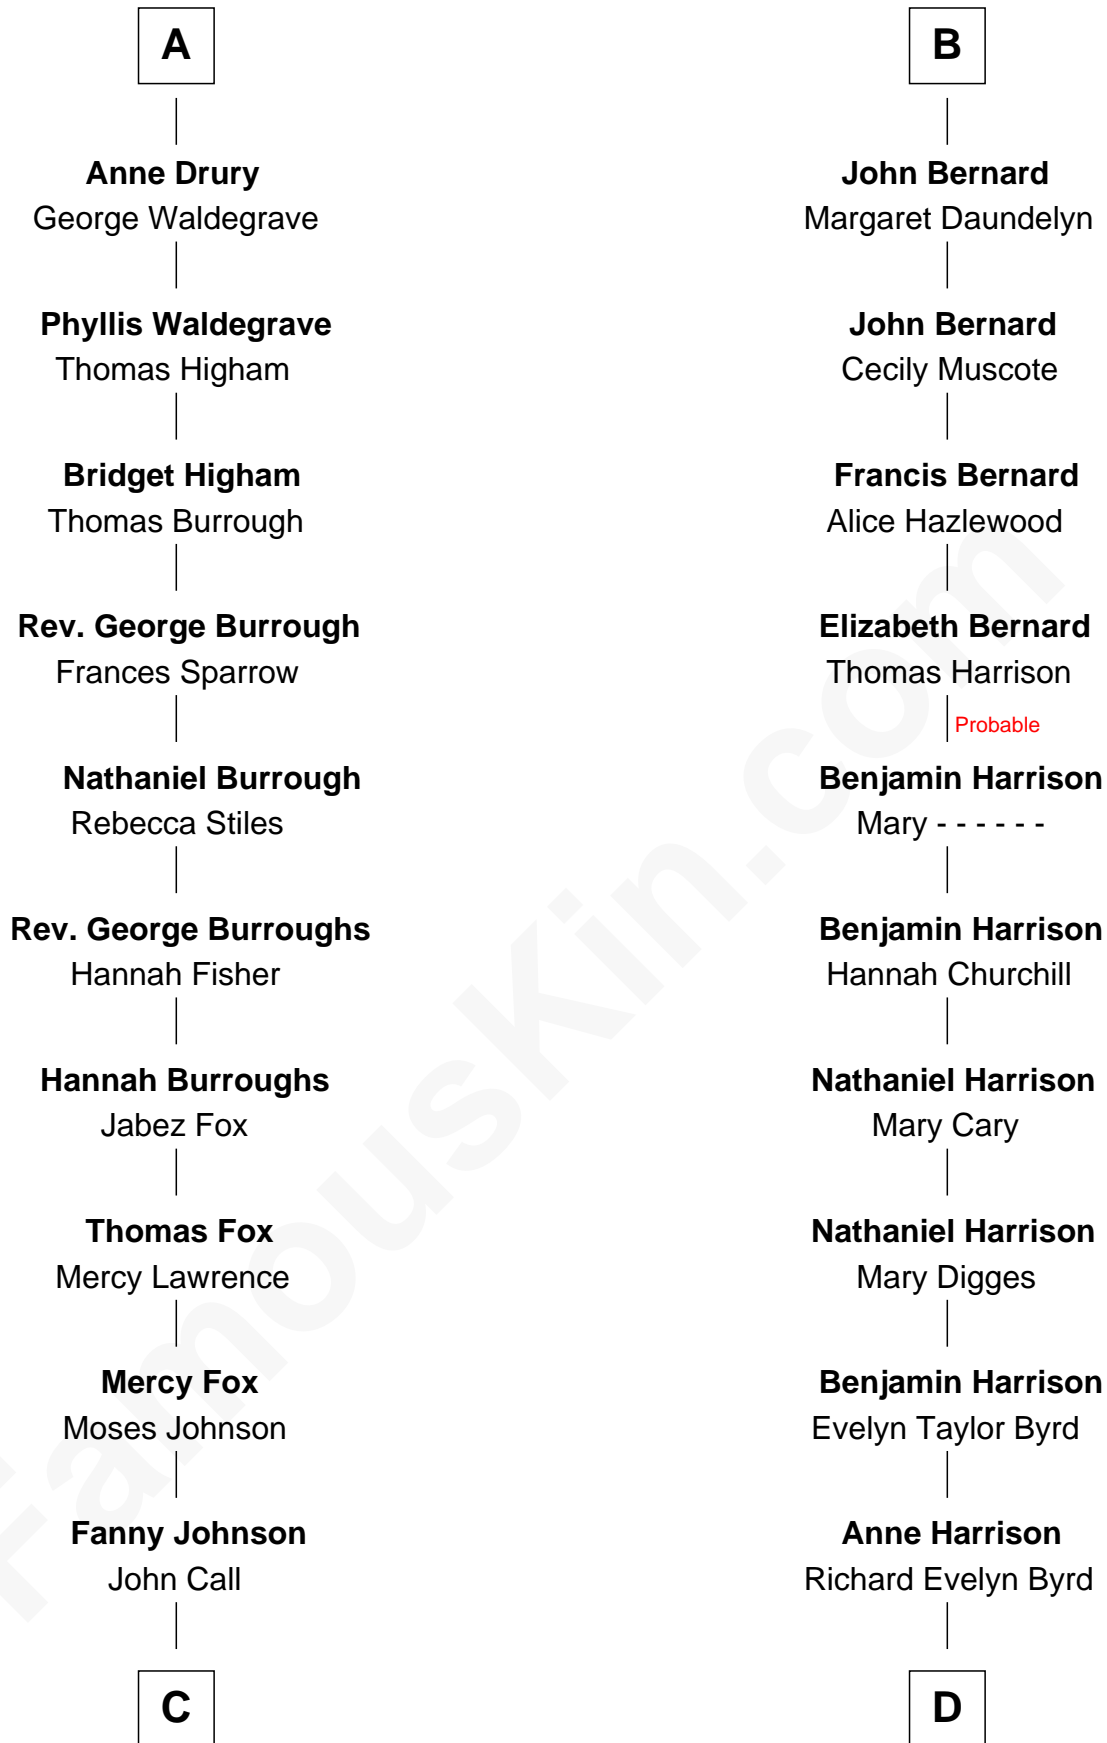 A
Anne Drury
George Waldegrave
Phyllis Waldegrave
Thomas Higham
Bridget Higham
Thomas Burrough
Rev. George Burrough
Frances Sparrow
Nathaniel Burrough
Rebecca Stiles
Rev. George Burroughs
Hannah Fisher
Hannah Burroughs
Jabez Fox
Thomas Fox
Mercy Lawrence
Mercy Fox
Moses Johnson
Fanny Johnson
John Call
C
B
John Bernard
Margaret Daundelyn
John Bernard
Cecily Muscote
Francis Bernard
Alice Hazlewood
Elizabeth Bernard
Thomas Harrison
Probable
Benjamin Harrison
Mary - - - - - -
Benjamin Harrison
Hannah Churchill
Nathaniel Harrison
Mary Cary
Nathaniel Harrison
Mary Digges
Benjamin Harrison
Evelyn Taylor Byrd
Anne Harrison
Richard Evelyn Byrd
D
FamousKin.com